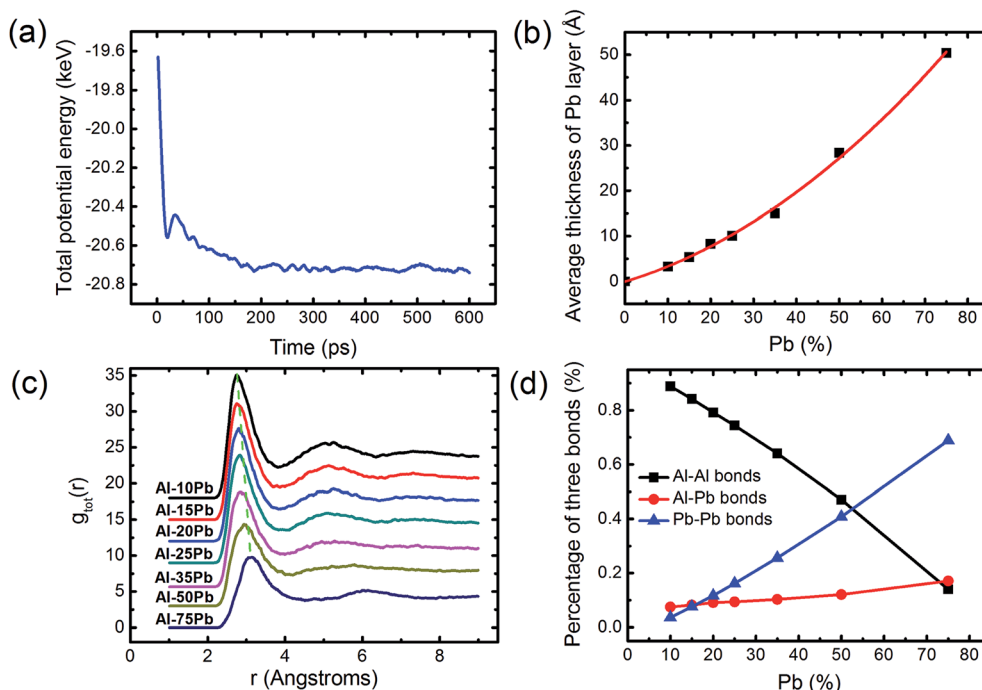 (a)
Total potential energy (keV)
-19.6
-19.8
-20.0
-20.2
-20.4
-20.6
-20.8
0 100 200 300 400 500 600
Time (ps)
(b)
Average thickness of Pb layer (Å)
50
40
30
20
10
0
0 10 20 30 40 50 60 70 80
Pb (%)
(c)
g_tot(r)
35
30
25
20
15
10
5
0
Al-10Pb
Al-15Pb
Al-20Pb
Al-25Pb
Al-35Pb
Al-50Pb
Al-75Pb
0 2 4 6 8
r (Angstroms)
(d)
Percentage of three bonds (%)
0.8
0.6
0.4
0.2
0.0
Al-Al bonds
Al-Pb bonds
Pb-Pb bonds
0 10 20 30 40 50 60 70 80
Pb (%)